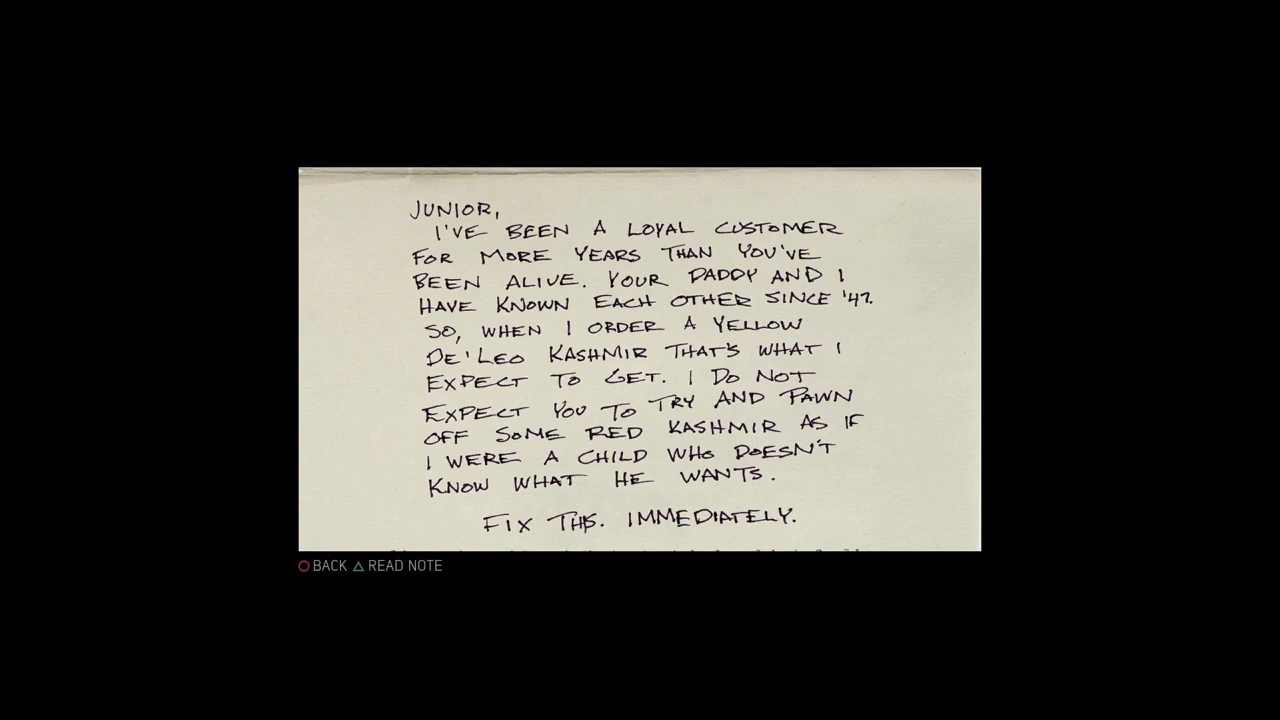 JUNIOR,
I'VE BEEN A LOYAL CUSTOMER
FOR MORE YEARS THAN YOU'VE
BEEN ALIVE. YOUR DADDY AND I
HAVE KNOWN EACH OTHER SINCE '47.
SO, WHEN I ORDER A YELLOW
DE'LEO KASHMIR THAT'S WHAT I
EXPECT TO GET. I DO NOT
EXPECT YOU TO TRY AND PAWN
OFF SOME RED KASHMIR AS IF
I WERE A CHILD WHO DOESN'T
KNOW WHAT HE WANTS.
FIX THIS. IMMEDIATELY.
BACK READ NOTE